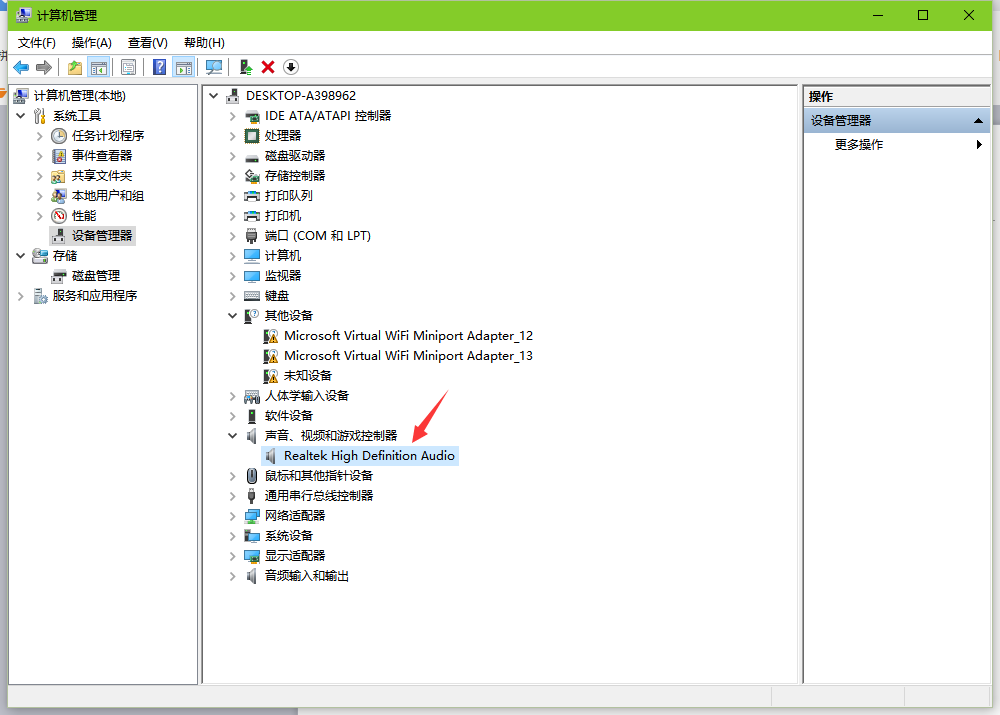 计算机管理
文件(F) 操作(A) 查看(V) 帮助(H)
计算机管理(本地)
系统工具
任务计划程序
事件查看器
共享文件夹
本地用户和组
性能
设备管理器
存储
磁盘管理
服务和应用程序
DESKTOP-A398962
IDE ATA/ATAPI 控制器
处理器
磁盘驱动器
存储控制器
打印队列
打印机
端口 (COM 和 LPT)
计算机
监视器
键盘
其他设备
Microsoft Virtual WiFi Miniport Adapter_12
Microsoft Virtual WiFi Miniport Adapter_13
未知设备
人体学输入设备
软件设备
声音、视频和游戏控制器
Realtek High Definition Audio
鼠标和其他指针设备
通用串行总线控制器
网络适配器
系统设备
显示适配器
音频输入和输出
操作
设备管理器
更多操作